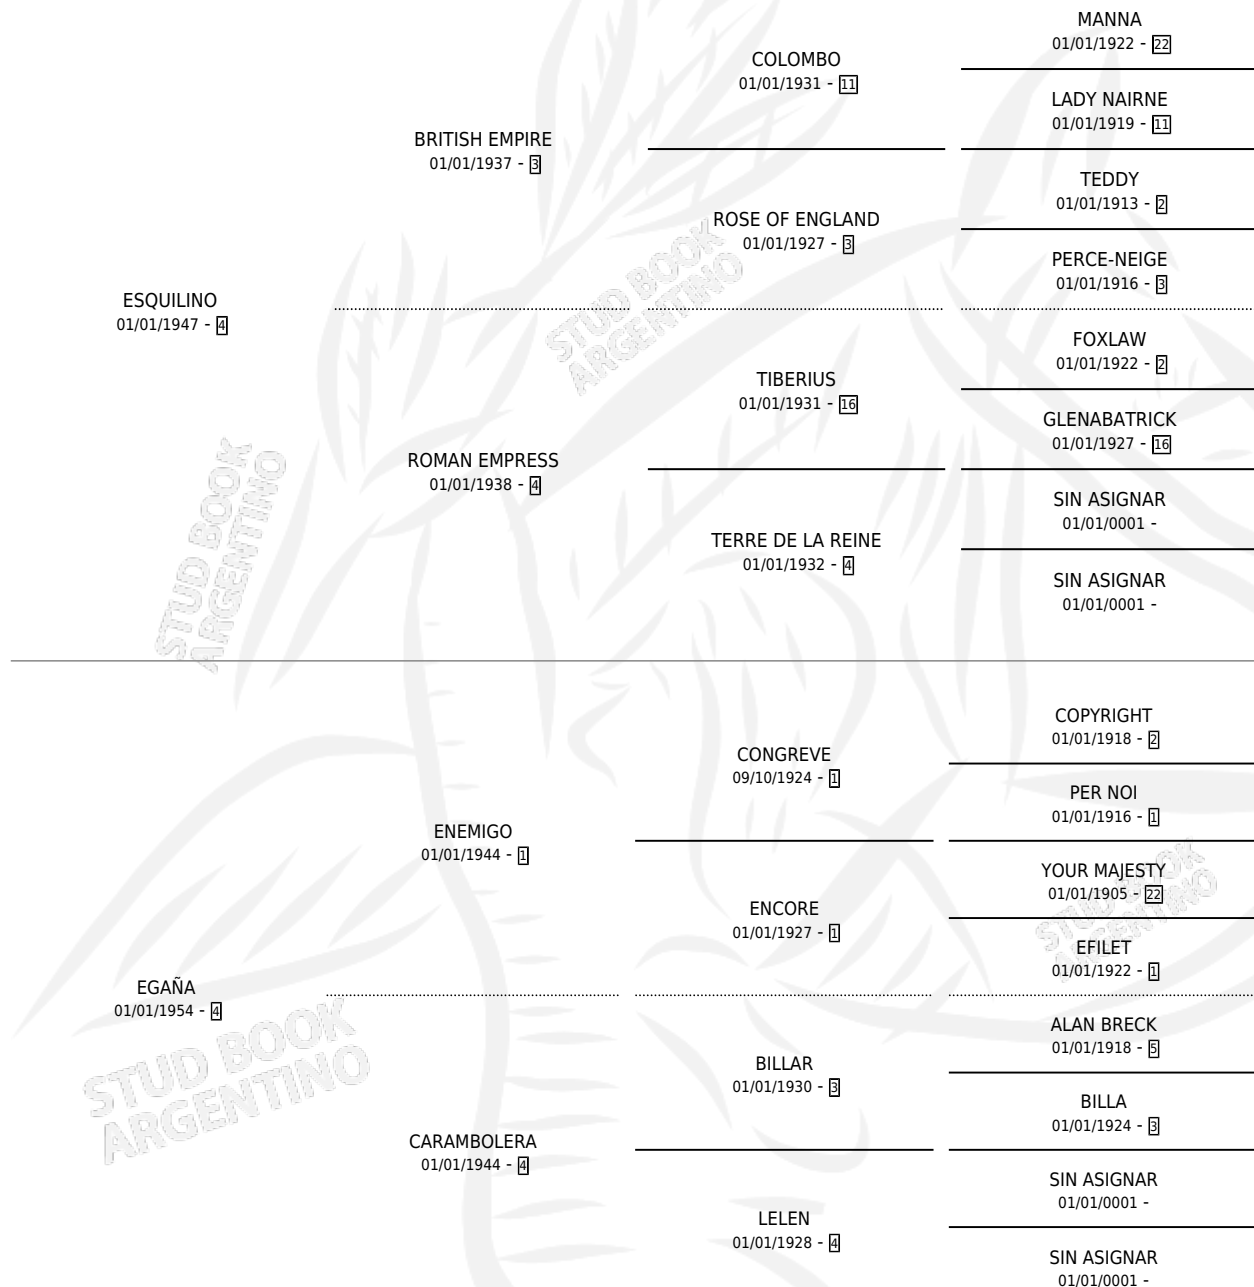 MANNA
01/01/1922 - 22
COLOMBO
01/01/1931 - 11
LADY NAIRNE
01/01/1919 - 11
BRITISH EMPIRE
01/01/1937 - 3
TEDDY
01/01/1913 - 2
ROSE OF ENGLAND
01/01/1927 - 3
PERCE-NEIGE
01/01/1916 - 3
ESQUILINO
01/01/1947 - 4
STUD BOOK
ARGENTINO
FOXLAW
01/01/1922 - 2
TIBERIUS
01/01/1931 - 16
GLENABATRICK
01/01/1927 - 16
ROMAN EMPRESS
01/01/1938 - 4
SIN ASIGNAR
01/01/0001 -
TERRE DE LA REINE
01/01/1932 - 4
SIN ASIGNAR
01/01/0001 -
STUD BOOK
ARGENTINO
COPYRIGHT
01/01/1918 - 2
CONGREVE
09/10/1924 - 1
PER NOI
01/01/1916 - 1
ENEMIGO
01/01/1944 - 1
YOUR MAJESTY
01/01/1905 - 22
STUD BOOK
ARGENTINO
ENCORE
01/01/1927 - 1
EFILET
01/01/1922 - 1
EGAÑA
01/01/1954 - 4
STUD BOOK
ARGENTINO
ALAN BRECK
01/01/1918 - 5
BILLAR
01/01/1930 - 3
BILLA
01/01/1924 - 3
CARAMBOLERA
01/01/1944 - 4
SIN ASIGNAR
01/01/0001 -
LELEN
01/01/1928 - 4
SIN ASIGNAR
01/01/0001 -